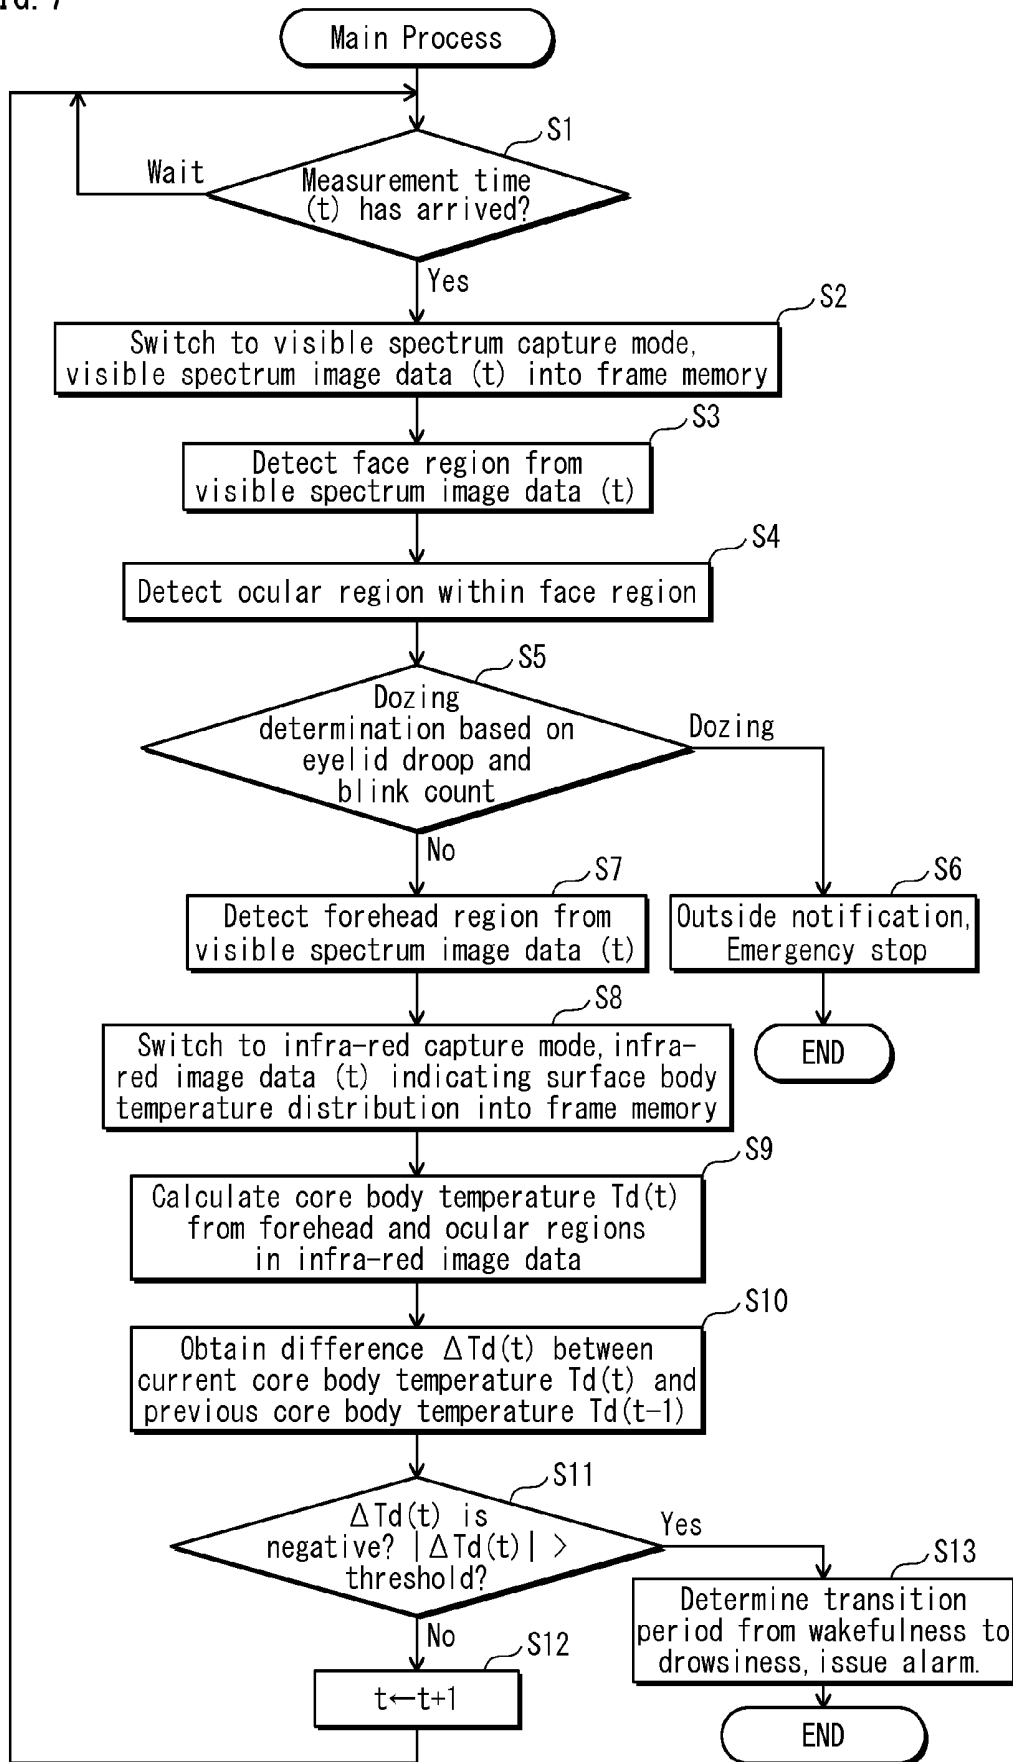 Main Process
S1
Wait
Measurement time
(t) has arrived?
Yes
S2
Switch to visible spectrum capture mode,
visible spectrum image data (t) into frame memory
S3
Detect face region from
visible spectrum image data (t)
S4
Detect ocular region within face region
S5
Dozing
determination based on
eyelid droop and
blink count
Dozing
No
S7
Detect forehead region from
visible spectrum image data (t)
S6
Outside notification,
Emergency stop
END
S8
Switch to infra-red capture mode, infra-
red image data (t) indicating surface body
temperature distribution into frame memory
S9
Calculate core body temperature Td(t)
from forehead and ocular regions
in infra-red image data
S10
Obtain difference ΔTd(t) between
current core body temperature Td(t) and
previous core body temperature Td(t-1)
S11
ΔTd(t) is
negative? |ΔTd(t)| >
threshold?
Yes
No
S13
Determine transition
period from wakefulness to
drowsiness, issue alarm.
END
S12
t←t+1